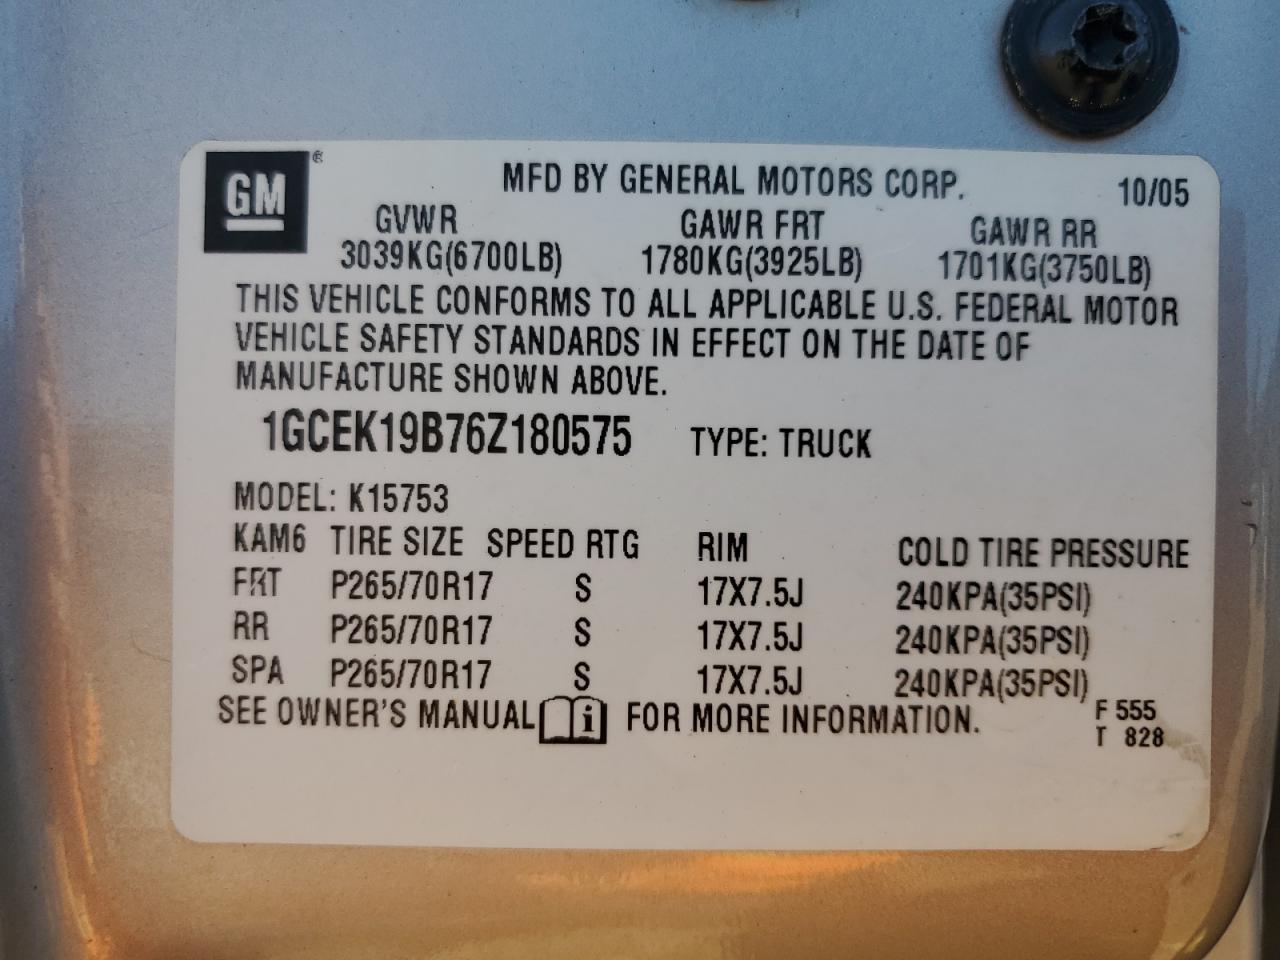 GM ®
MFD BY GENERAL MOTORS CORP. 10/05
GVWR GAWR FRT GAWR RR
3039KG(6700LB) 1780KG(3925LB) 1701KG(3750LB)
THIS VEHICLE CONFORMS TO ALL APPLICABLE U.S. FEDERAL MOTOR
VEHICLE SAFETY STANDARDS IN EFFECT ON THE DATE OF
MANUFACTURE SHOWN ABOVE.
1GCEK19B76Z180575 TYPE: TRUCK
MODEL: K15753
KAM6 TIRE SIZE SPEED RTG RIM COLD TIRE PRESSURE
FRT P265/70R17 S 17X7.5J 240KPA(35PSI)
RR P265/70R17 S 17X7.5J 240KPA(35PSI)
SPA P265/70R17 S 17X7.5J 240KPA(35PSI)
SEE OWNER'S MANUAL i FOR MORE INFORMATION. F 555
T 828